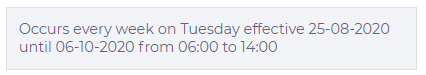 Occurs every week on Tuesday effective 25-08-2020
until 06-10-2020 from 06:00 to 14:00